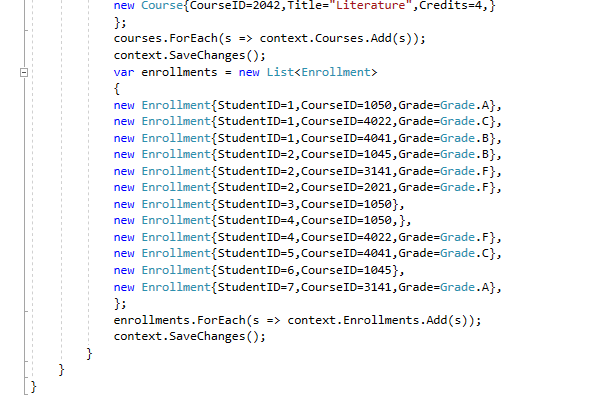 new Course{CourseID=2042,Title="Literature",Credits=4,}
};
courses.ForEach(s => context.Courses.Add(s));
context.SaveChanges();
var enrollments = new List<Enrollment>
{
new Enrollment{StudentID=1,CourseID=1050,Grade=Grade.A},
new Enrollment{StudentID=1,CourseID=4022,Grade=Grade.C},
new Enrollment{StudentID=1,CourseID=4041,Grade=Grade.B},
new Enrollment{StudentID=2,CourseID=1045,Grade=Grade.B},
new Enrollment{StudentID=2,CourseID=3141,Grade=Grade.F},
new Enrollment{StudentID=2,CourseID=2021,Grade=Grade.F},
new Enrollment{StudentID=3,CourseID=1050},
new Enrollment{StudentID=4,CourseID=1050,},
new Enrollment{StudentID=4,CourseID=4022,Grade=Grade.F},
new Enrollment{StudentID=5,CourseID=4041,Grade=Grade.C},
new Enrollment{StudentID=6,CourseID=1045},
new Enrollment{StudentID=7,CourseID=3141,Grade=Grade.A},
};
enrollments.ForEach(s => context.Enrollments.Add(s));
context.SaveChanges();
}
}
}